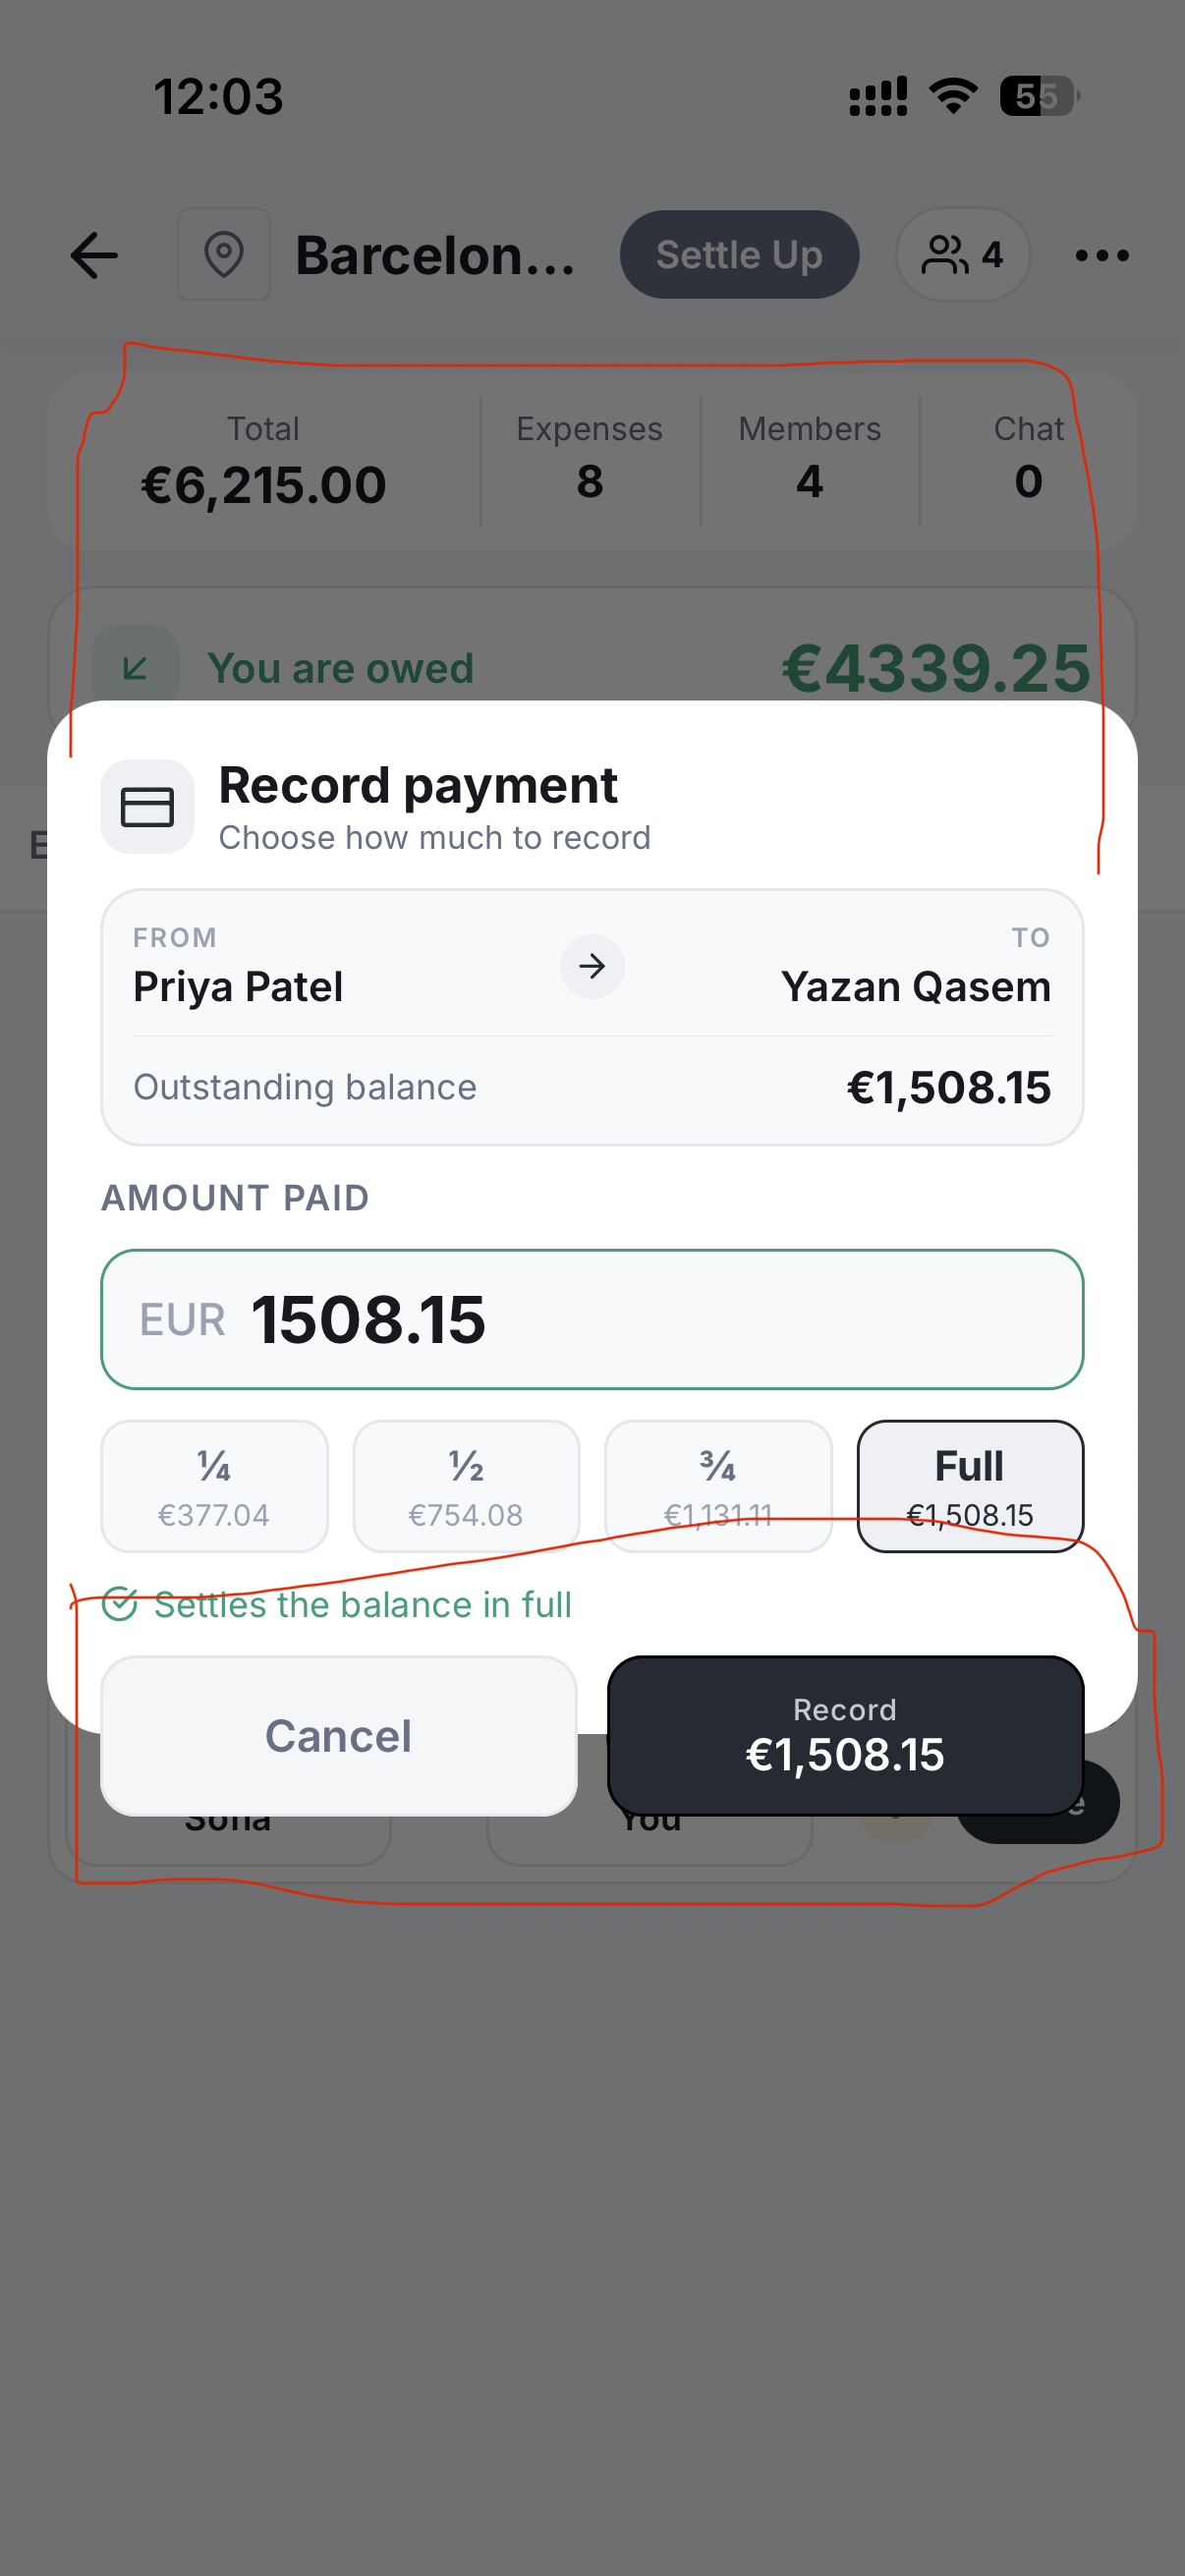 12:03
55
Barcelon...
Settle Up
4
Total
Expenses
Members
Chat
€6,215.00
8
4
0
You are owed
€4339.25
Record payment
Choose how much to record
FROM
TO
Priya Patel
Yazan Qasem
Outstanding balance
€1,508.15
AMOUNT PAID
EUR 1508.15
¼
½
¾
Full
€377.04
€754.08
€1,131.11
€1,508.15
Settles the balance in full
Cancel
Record
€1,508.15
Sofia
You